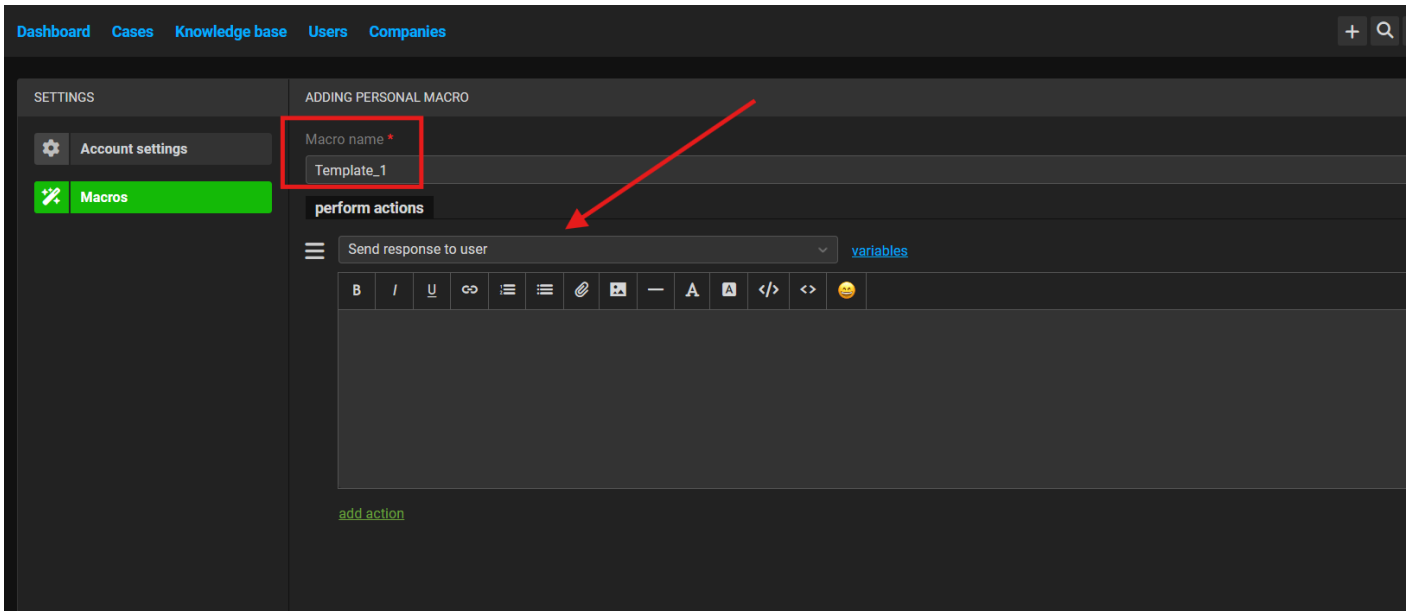 Dashboard Cases Knowledge base Users Companies
SETTINGS
ADDING PERSONAL MACRO
Account settings
Macros
Macro name *
Template_1
perform actions
Send response to user
variables
B I U
A A </> <>
add action